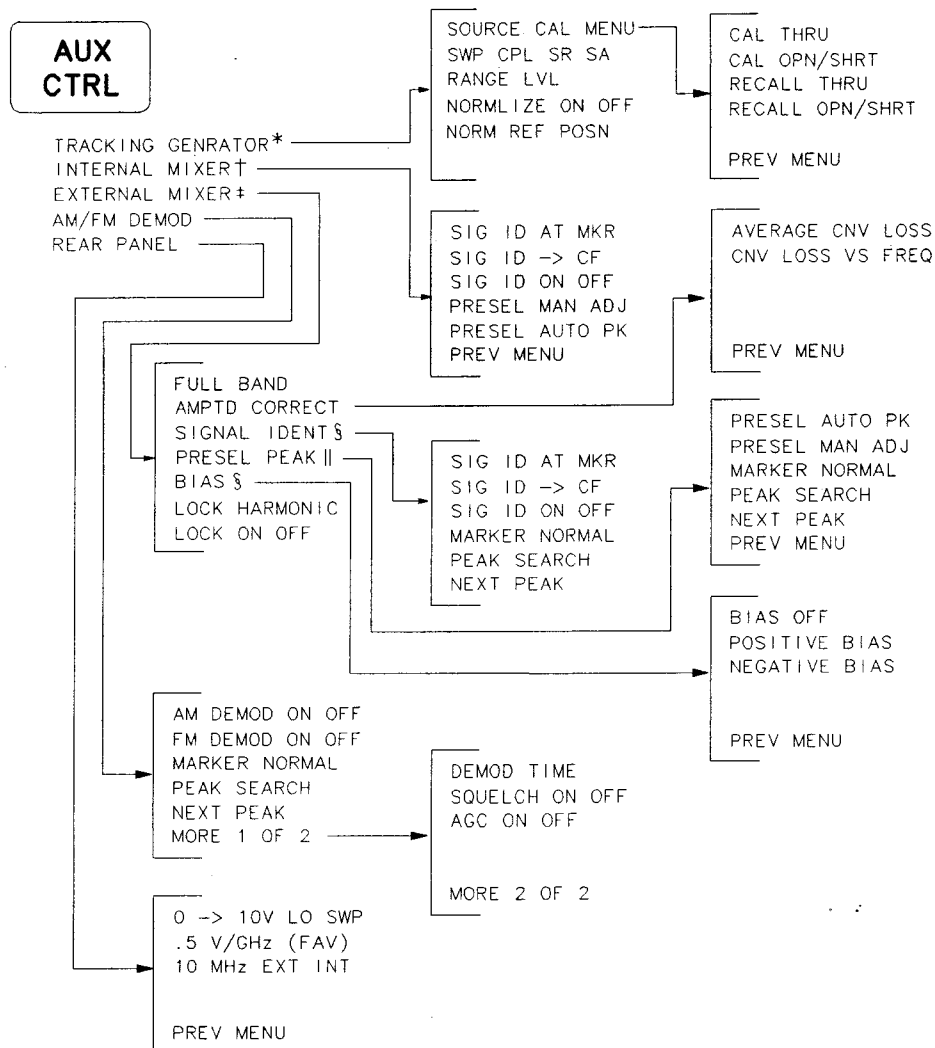 AUX
CTRL
TRACKING GENRATOR*
INTERNAL MIXER†
EXTERNAL MIXER‡
AM/FM DEMOD
REAR PANEL
SOURCE CAL MENU
SWP CPL SR SA
RANGE LVL
NORMLIZE ON OFF
NORM REF POSN
CAL THRU
CAL OPN/SHRT
RECALL THRU
RECALL OPN/SHRT
PREV MENU
SIG ID AT MKR
SIG ID -> CF
SIG ID ON OFF
PRESEL MAN ADJ
PRESEL AUTO PK
PREV MENU
AVERAGE CNV LOSS
CNV LOSS VS FREQ
PREV MENU
FULL BAND
AMPTD CORRECT
SIGNAL IDENT§
PRESEL PEAK‖
BIAS§
LOCK HARMONIC
LOCK ON OFF
SIG ID AT MKR
SIG ID -> CF
SIG ID ON OFF
MARKER NORMAL
PEAK SEARCH
NEXT PEAK
PRESEL AUTO PK
PRESEL MAN ADJ
MARKER NORMAL
PEAK SEARCH
NEXT PEAK
PREV MENU
BIAS OFF
POSITIVE BIAS
NEGATIVE BIAS
PREV MENU
AM DEMOD ON OFF
FM DEMOD ON OFF
MARKER NORMAL
PEAK SEARCH
NEXT PEAK
MORE 1 OF 2
DEMOD TIME
SQUELCH ON OFF
AGC ON OFF
MORE 2 OF 2
0 -> 10V LO SWP
.5 V/GHz (FAV)
10 MHz EXT INT
PREV MENU